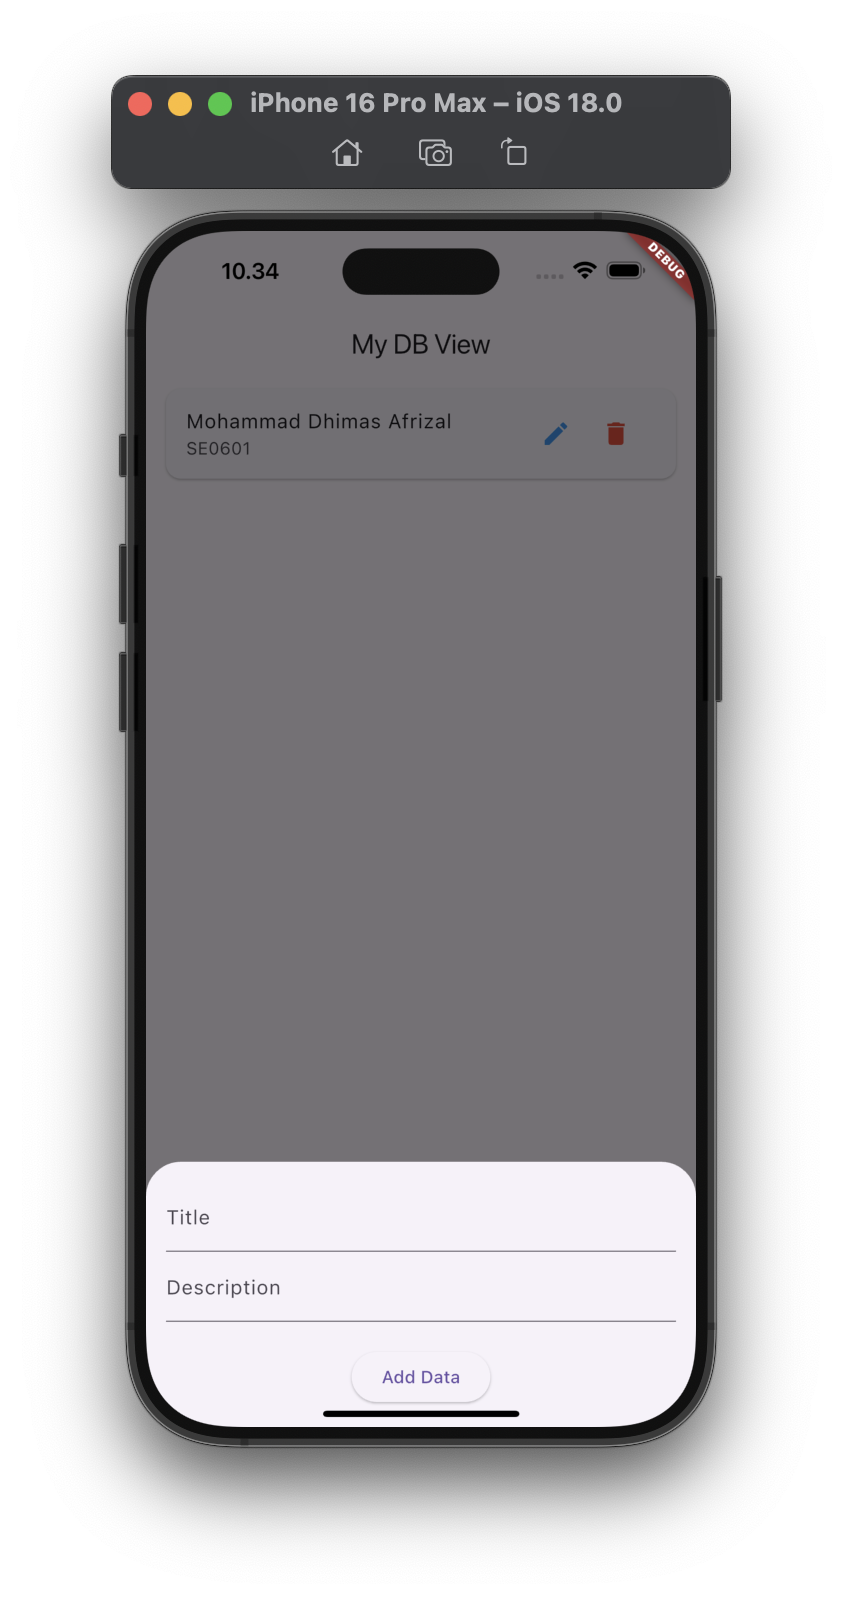 iPhone 16 Pro Max – iOS 18.0
10.34
DEBUG
My DB View
Mohammad Dhimas Afrizal
SE0601
Title
Description
Add Data